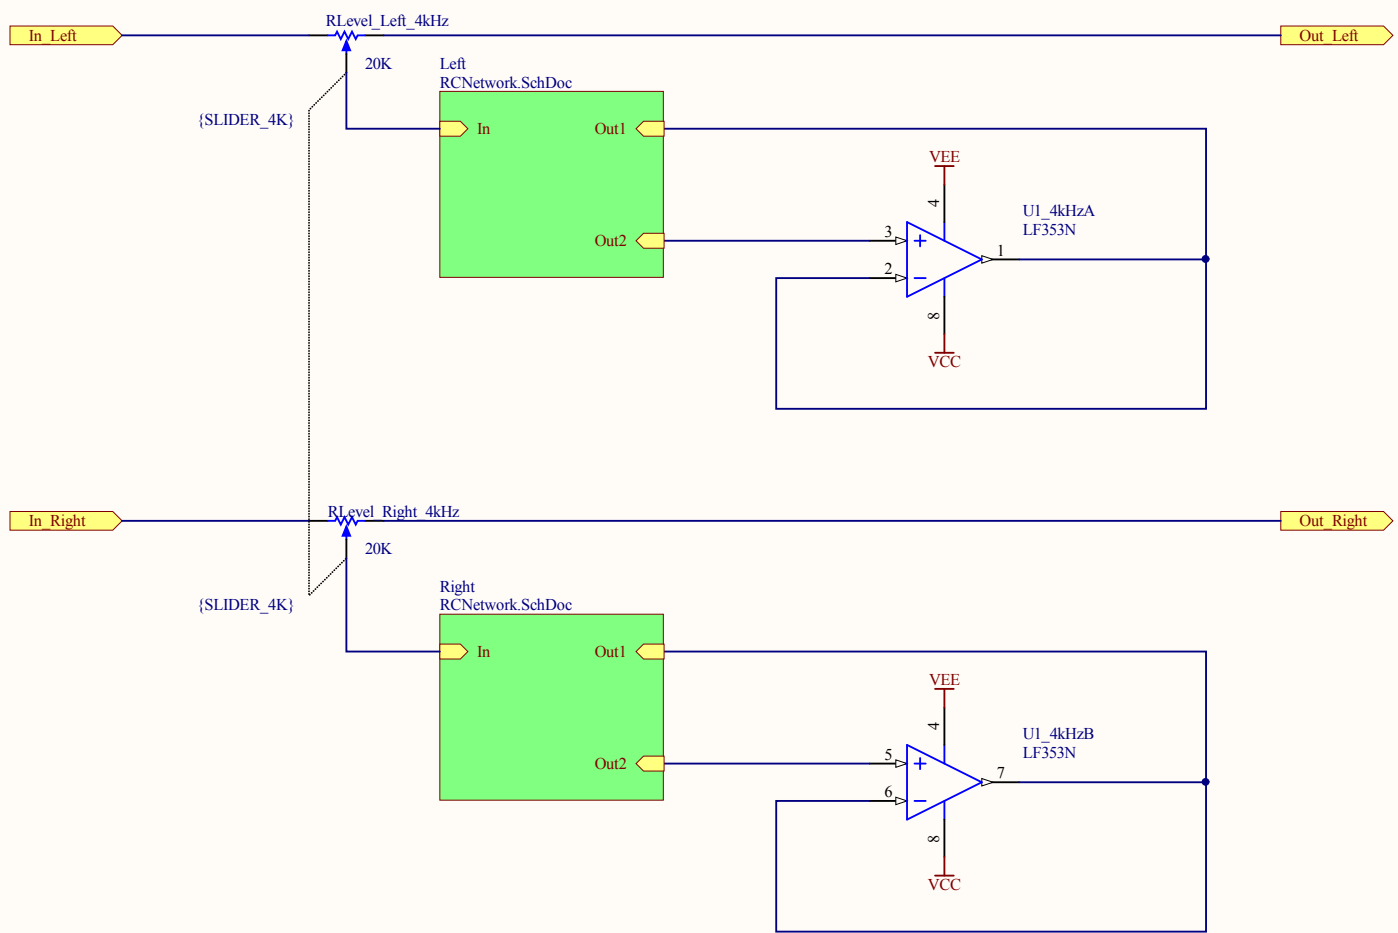 In_Left
RLevel_Left_4kHz
Out_Left
20K
Left
RCNetwork.SchDoc
{SLIDER_4K}
In
Out1
VEE
4
U1_4kHzA
LF353N
Out2
3
1
2
8
VCC
In_Right
RLevel_Right_4kHz
Out_Right
20K
Right
RCNetwork.SchDoc
{SLIDER_4K}
In
Out1
VEE
4
U1_4kHzB
LF353N
Out2
5
7
6
8
VCC